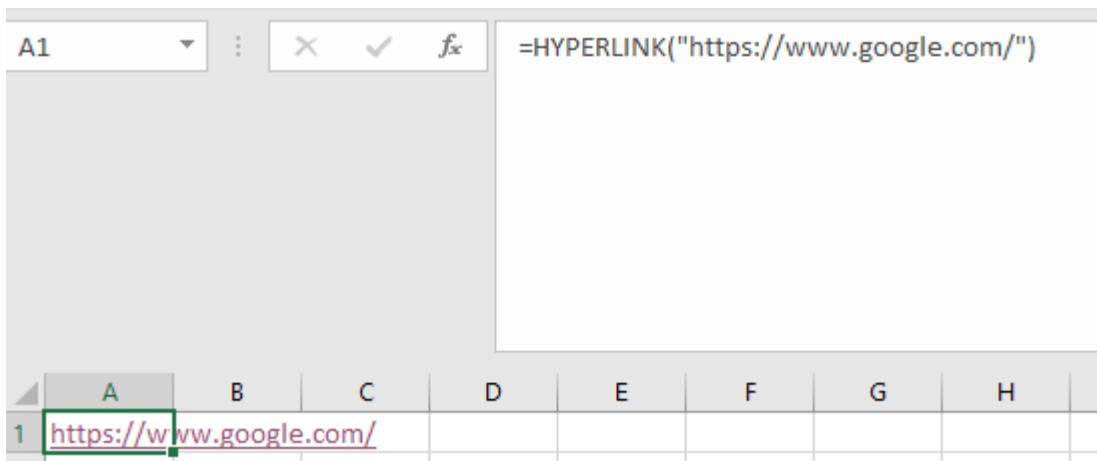 A1 fx =HYPERLINK("https://www.google.com/")
A B C D E F G H
1 https://www.google.com/